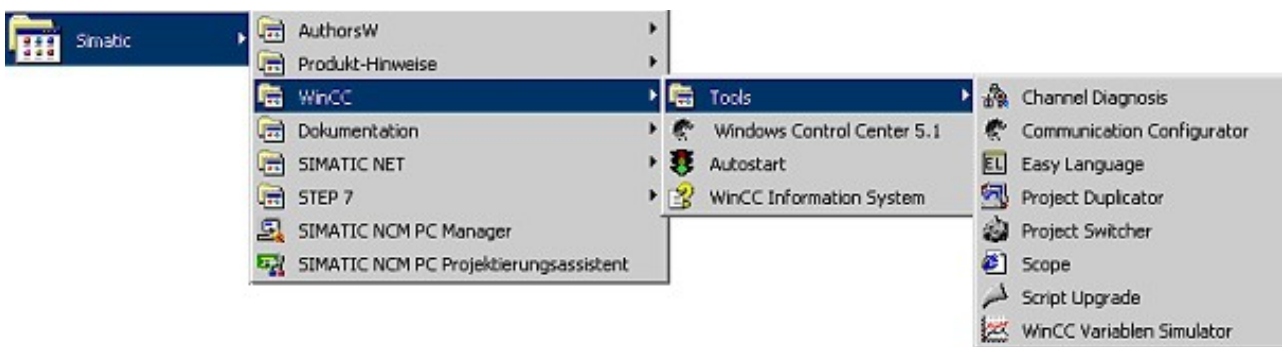 Simatic
AuthorsW
Produkt-Hinweise
WinCC
Dokumentation
SIMATIC NET
STEP 7
SIMATIC NCM PC Manager
SIMATIC NCM PC Projektierungsassistent
Tools
Windows Control Center 5.1
Autostart
WinCC Information System
Channel Diagnosis
Communication Configurator
EL Easy Language
Project Duplicator
Project Switcher
Scope
Script Upgrade
WinCC Variablen Simulator